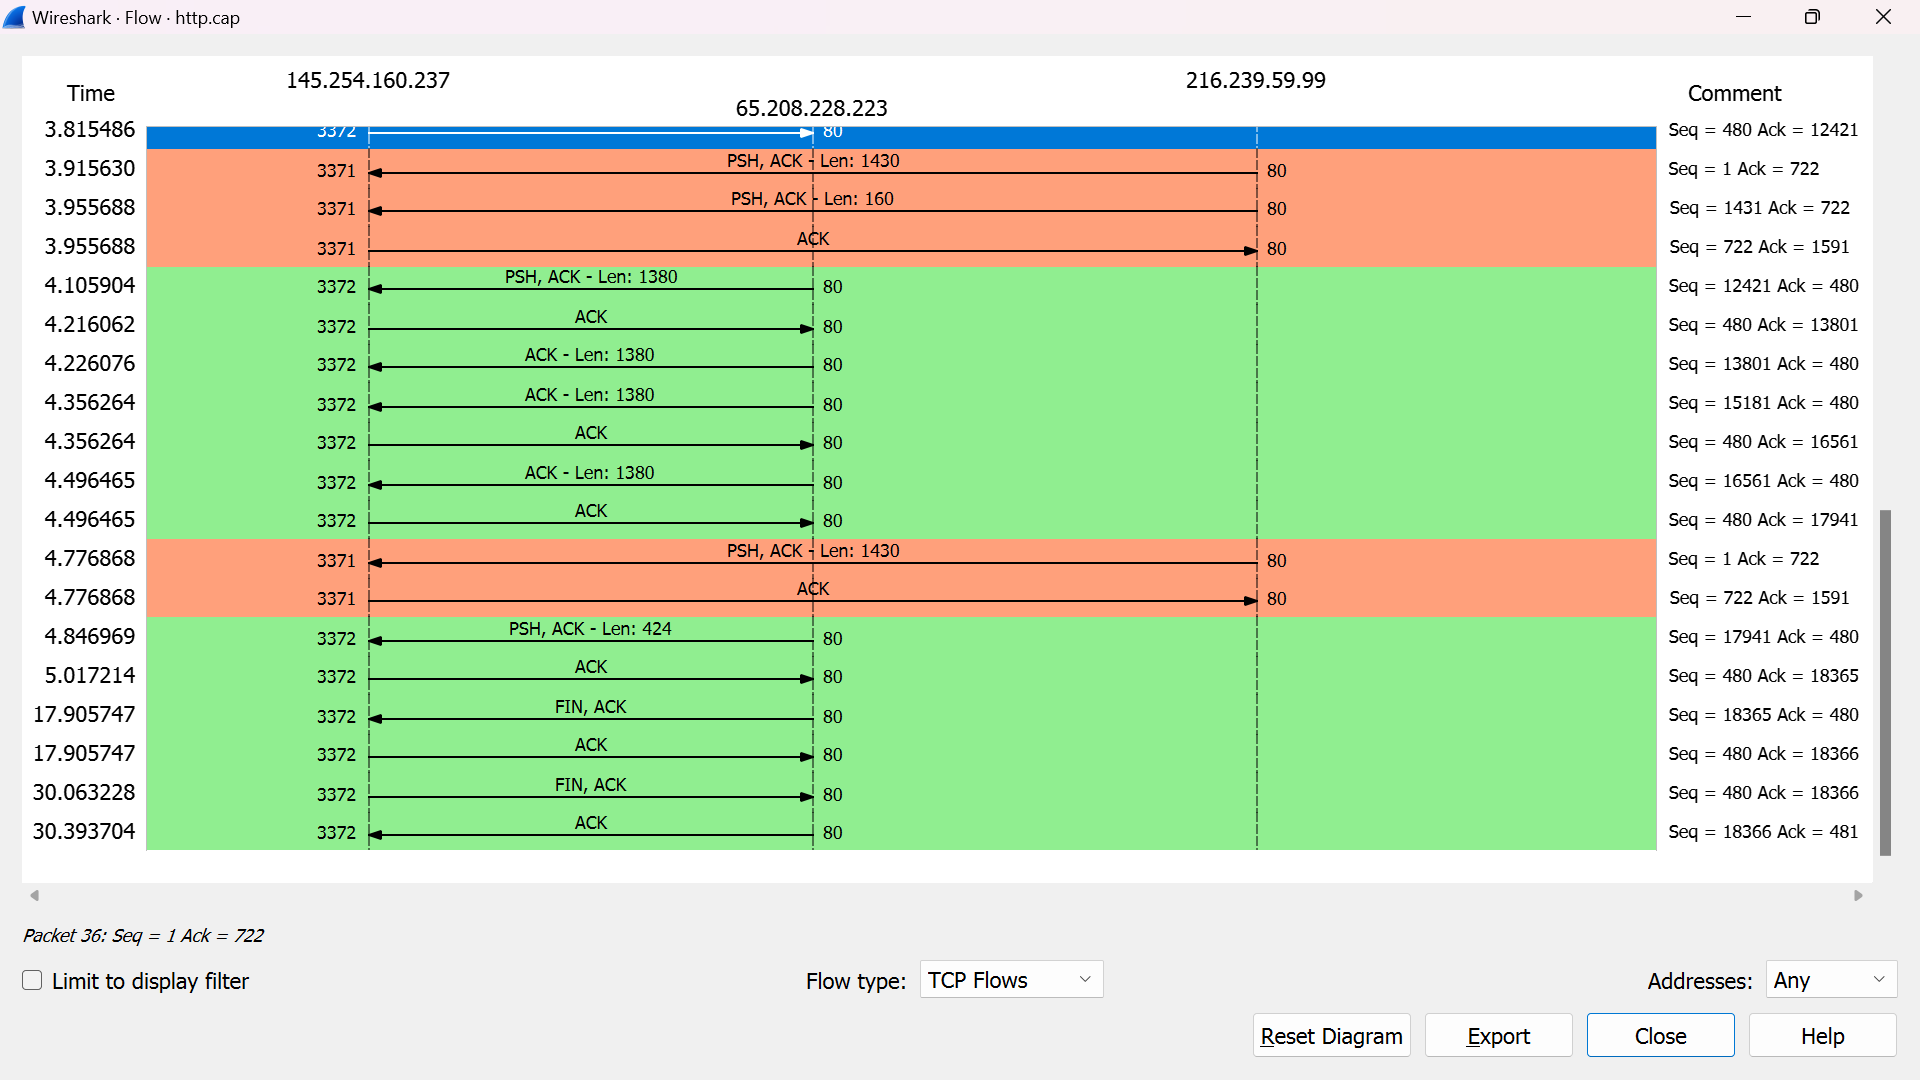 Wireshark · Flow · http.cap
145.254.160.237 216.239.59.99
Time Comment
65.208.228.223
3.815486 3372 80 Seq = 480 Ack = 12421
PSH, ACK - Len: 1430
3.915630 3371 80 Seq = 1 Ack = 722
PSH, ACK - Len: 160
3.955688 3371 80 Seq = 1431 Ack = 722
ACK
3.955688 3371 80 Seq = 722 Ack = 1591
PSH, ACK - Len: 1380
4.105904 3372 80 Seq = 12421 Ack = 480
ACK
4.216062 3372 80 Seq = 480 Ack = 13801
ACK - Len: 1380
4.226076 3372 80 Seq = 13801 Ack = 480
ACK - Len: 1380
4.356264 3372 80 Seq = 15181 Ack = 480
ACK
4.356264 3372 80 Seq = 480 Ack = 16561
ACK - Len: 1380
4.496465 3372 80 Seq = 16561 Ack = 480
ACK
4.496465 3372 80 Seq = 480 Ack = 17941
PSH, ACK - Len: 1430
4.776868 3371 80 Seq = 1 Ack = 722
ACK
4.776868 3371 80 Seq = 722 Ack = 1591
PSH, ACK - Len: 424
4.846969 3372 80 Seq = 17941 Ack = 480
ACK
5.017214 3372 80 Seq = 480 Ack = 18365
FIN, ACK
17.905747 3372 80 Seq = 18365 Ack = 480
ACK
17.905747 3372 80 Seq = 480 Ack = 18366
FIN, ACK
30.063228 3372 80 Seq = 480 Ack = 18366
ACK
30.393704 3372 80 Seq = 18366 Ack = 481
Packet 36: Seq = 1 Ack = 722
Limit to display filter Flow type: TCP Flows Addresses: Any
Reset Diagram Export Close Help